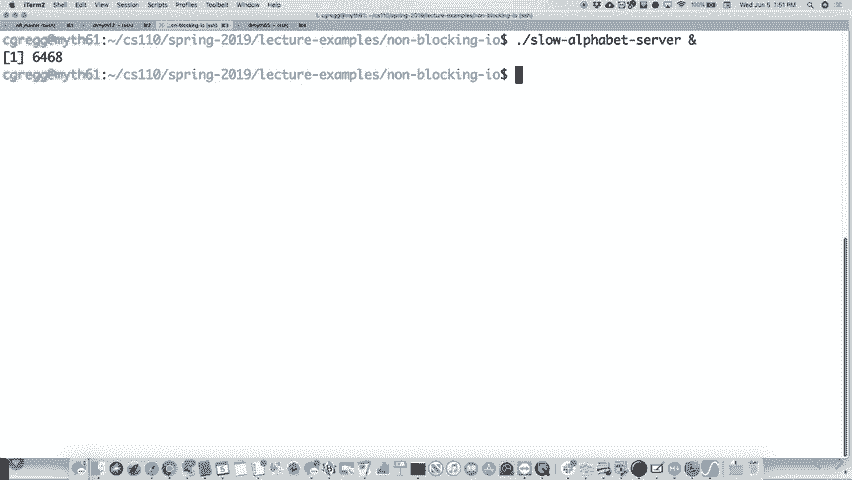 iTerm2 Shell Edit View Session Scripts Profiles Toolbelt Window Help 100% Wed Jun 5 1:51 PM
cgregg@myth61:~/cs110/spring-2019/lecture-examples/non-blocking-io$ ./slow-alphabet-server &
[1] 6468
cgregg@myth61:~/cs110/spring-2019/lecture-examples/non-blocking-io$